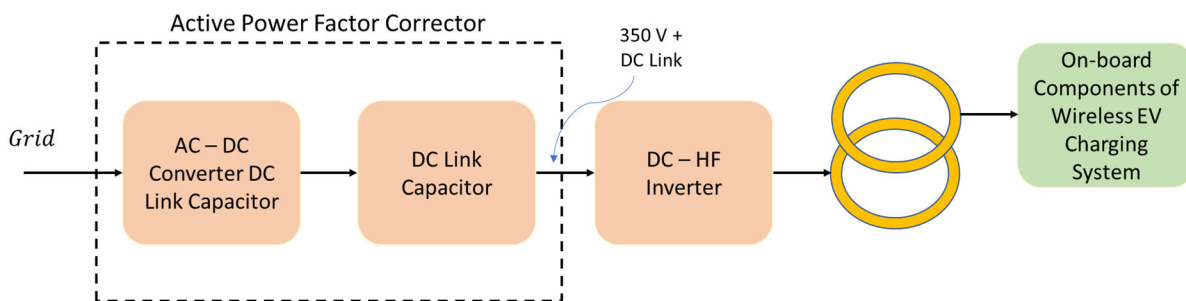 Active Power Factor Corrector
350 V +
DC Link
Grid
AC – DC
Converter DC
Link Capacitor
DC Link
Capacitor
DC – HF
Inverter
On-board
Components of
Wireless EV
Charging
System